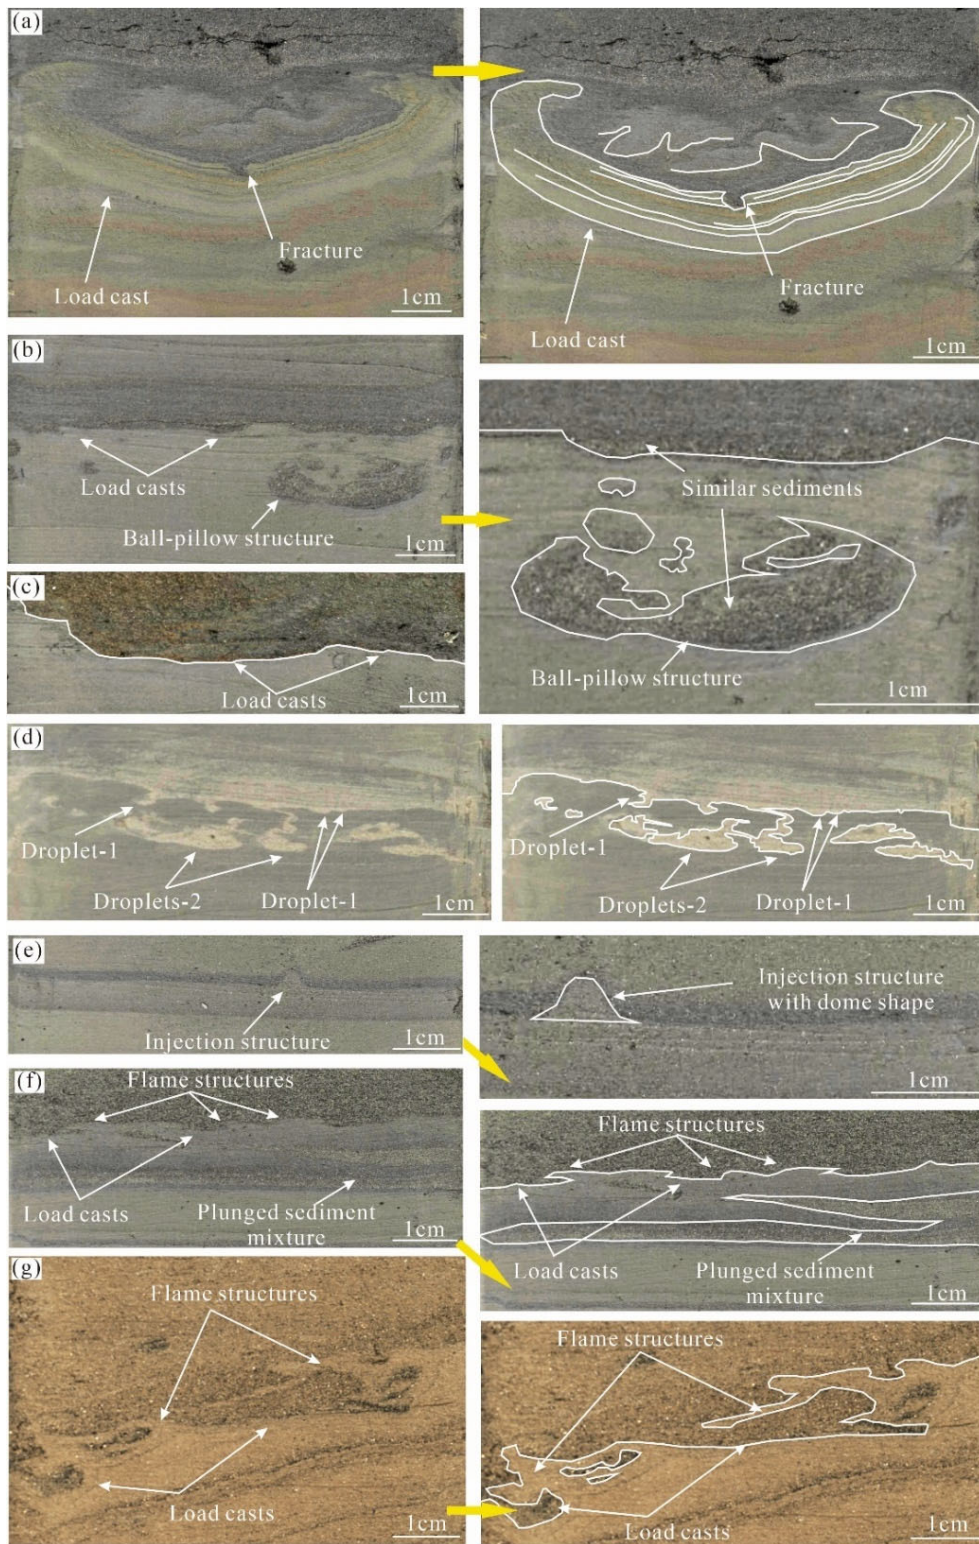 (a)
Fracture
Load cast
1cm
Fracture
Load cast
1cm
(b)
Load casts
Ball-pillow structure
1cm
Similar sediments
Ball-pillow structure
1cm
(c)
Load casts
1cm
(d)
Droplet-1
Droplets-2
Droplet-1
1cm
Droplet-1
Droplets-2
Droplet-1
1cm
(e)
Injection structure
1cm
Injection structure
with dome shape
1cm
(f)
Flame structures
Load casts
Plunged sediment
mixture
1cm
Flame structures
Load casts
Plunged sediment
mixture
1cm
(g)
Flame structures
Load casts
1cm
Flame structures
Load casts
1cm